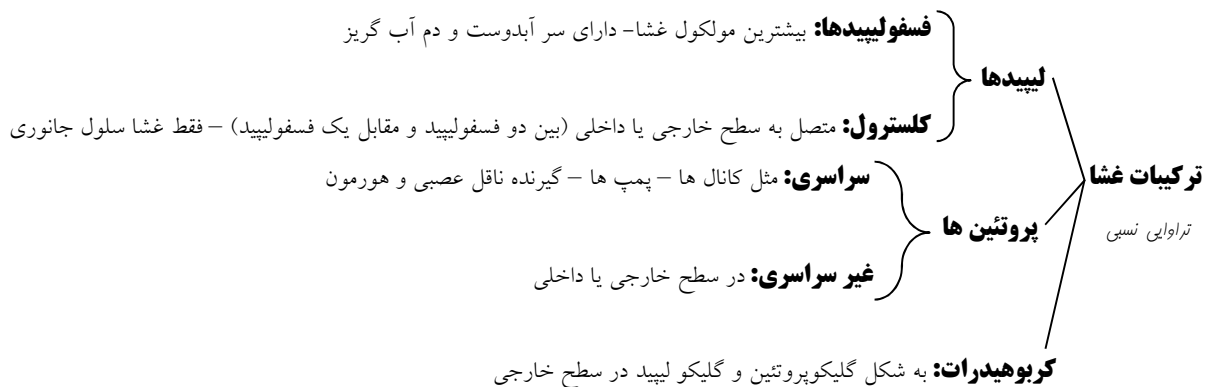 فسفولیپیدها: بیشترین مولکول غشا- دارای سر آبدوست و دم آب گریز
لیپیدها
کلسترول: متصل به سطح خارجی یا داخلی (بین دو فسفولیپید و مقابل یک فسفولیپید) – فقط غشا سلول جانوری
ترکیبات غشا
تراوایی نسبی
سراسری: مثل کانال ها – پمپ ها – گیرنده ناقل عصبی و هورمون
پروتئین ها
غیر سراسری: در سطح خارجی یا داخلی
کربوهیدرات: به شکل گلیکوپروتئین و گلیکو لیپید در سطح خارجی